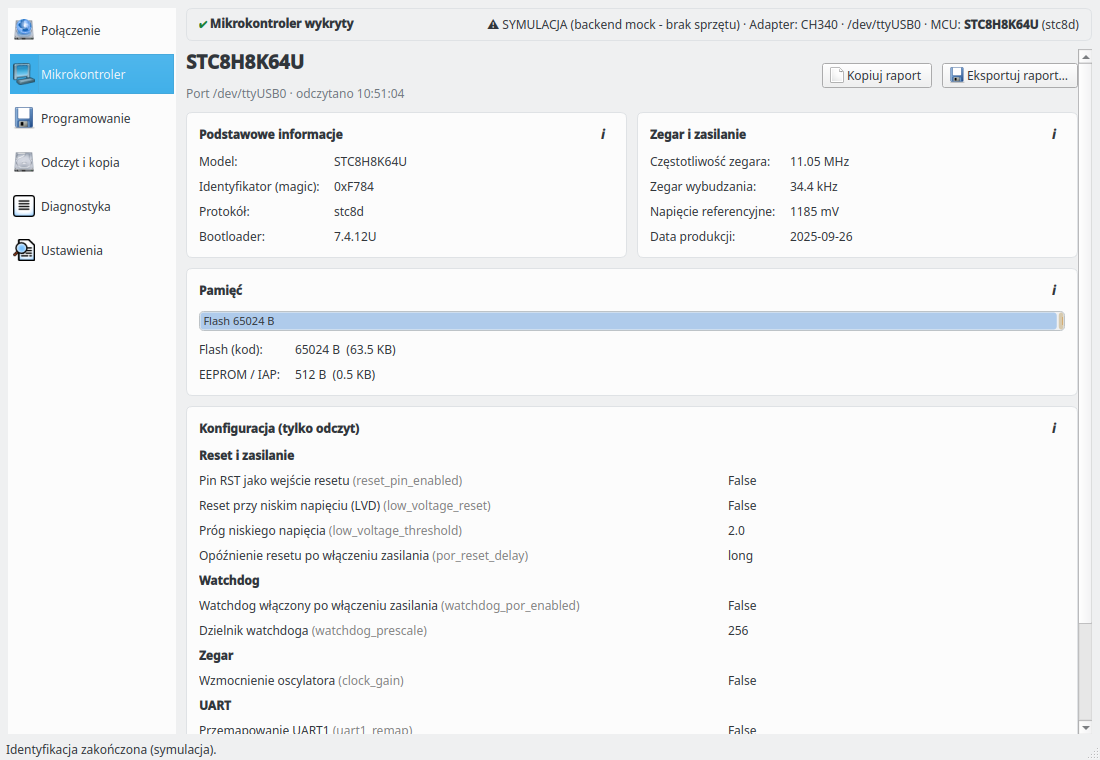 Połączenie
Mikrokontroler
Programowanie
Odczyt i kopia
Diagnostyka
Ustawienia
✔ Mikrokontroler wykryty
⚠ SYMULACJA (backend mock - brak sprzętu) · Adapter: CH340 · /dev/ttyUSB0 · MCU: STC8H8K64U (stc8d)
STC8H8K64U
Port /dev/ttyUSB0 · odczytano 10:51:04
Kopiuj raport
Eksportuj raport...
Podstawowe informacje i
Model: STC8H8K64U
Identyfikator (magic): 0xF784
Protokół: stc8d
Bootloader: 7.4.12U
Zegar i zasilanie i
Częstotliwość zegara: 11.05 MHz
Zegar wybudzania: 34.4 kHz
Napięcie referencyjne: 1185 mV
Data produkcji: 2025-09-26
Pamięć i
Flash 65024 B
Flash (kod): 65024 B (63.5 KB)
EEPROM / IAP: 512 B (0.5 KB)
Konfiguracja (tylko odczyt) i
Reset i zasilanie
Pin RST jako wejście resetu (reset_pin_enabled) False
Reset przy niskim napięciu (LVD) (low_voltage_reset) False
Próg niskiego napięcia (low_voltage_threshold) 2.0
Opóźnienie resetu po włączeniu zasilania (por_reset_delay) long
Watchdog
Watchdog włączony po włączeniu zasilania (watchdog_por_enabled) False
Dzielnik watchdoga (watchdog_prescale) 256
Zegar
Wzmocnienie oscylatora (clock_gain) False
UART
Przemapowanie UART1 (uart1_remap) False
Identyfikacja zakończona (symulacja).